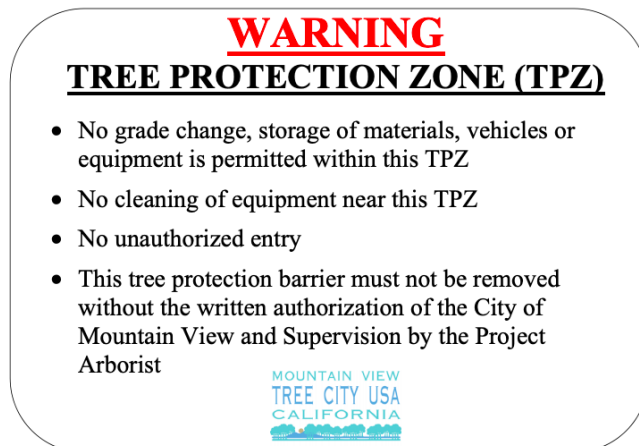 WARNING
TREE PROTECTION ZONE (TPZ)
• No grade change, storage of materials, vehicles or
equipment is permitted within this TPZ
• No cleaning of equipment near this TPZ
• No unauthorized entry
• This tree protection barrier must not be removed
without the written authorization of the City of
Mountain View and Supervision by the Project
Arborist
MOUNTAIN VIEW
TREE CITY USA
CALIFORNIA